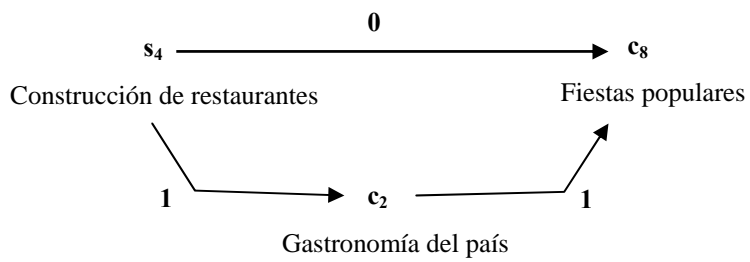 0
s₄ c₈
Construcción de restaurantes Fiestas populares
1 c₂ 1
Gastronomía del país